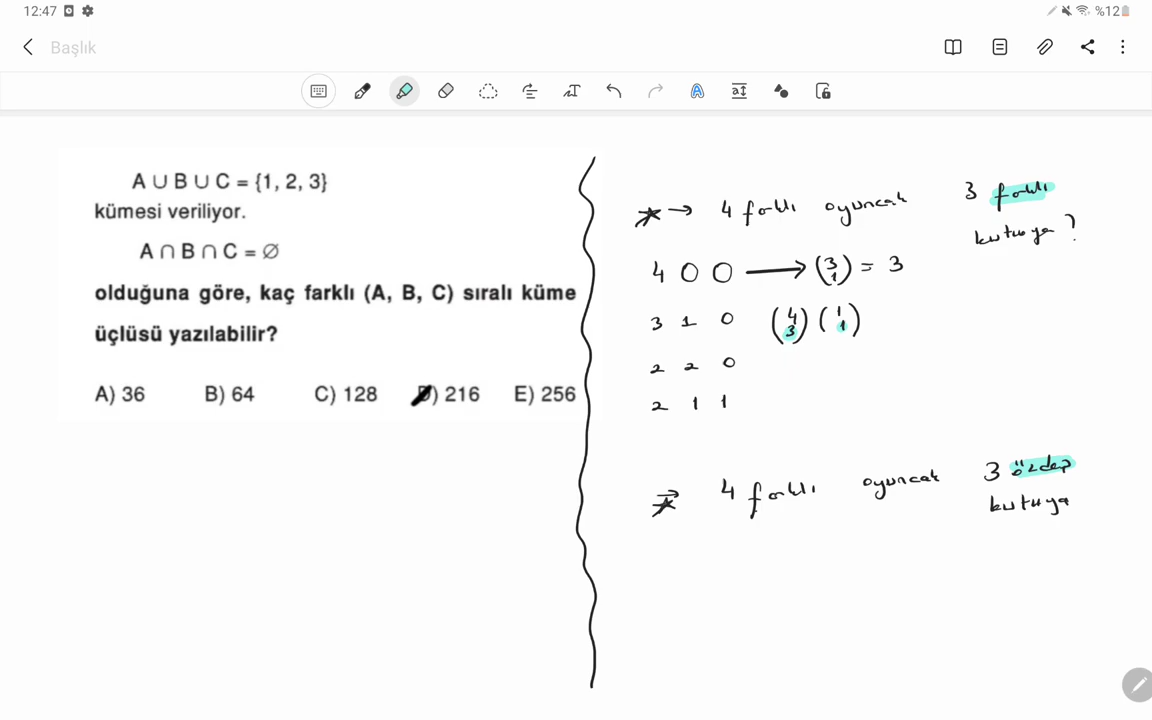 12:47
%12
Başlık
A ∪ B ∪ C = {1, 2, 3}
kümesi veriliyor.
A ∩ B ∩ C = ∅
olduğuna göre, kaç farklı (A, B, C) sıralı küme
üçlüsü yazılabilir?
A) 36 B) 64 C) 128 D) 216 E) 256
→ 4 farklı oyuncak 3 farklı
kutuya ?
4 0 0 → (3 1) = 3
3 1 0 (4 3) (1 1)
2 2 0
2 1 1
→ 4 farklı oyuncak 3 özdeş
kutuya